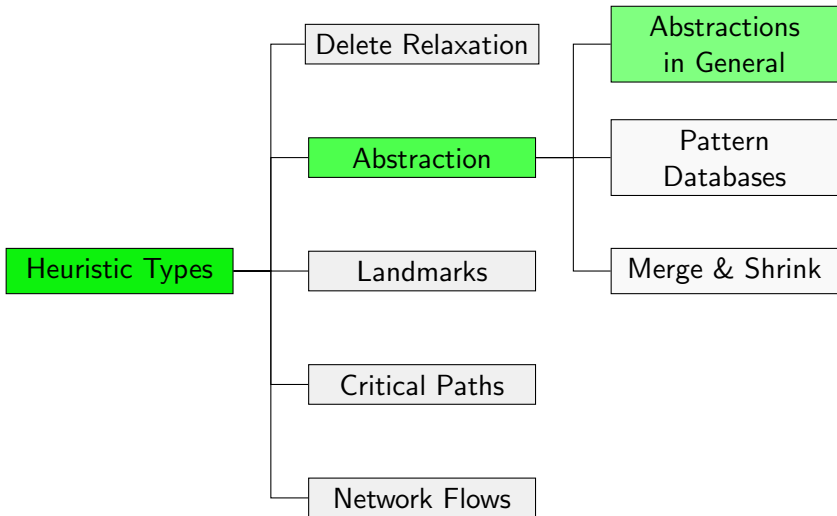 Heuristic Types
Delete Relaxation
Abstraction
Landmarks
Critical Paths
Network Flows
Abstractions
in General
Pattern
Databases
Merge & Shrink